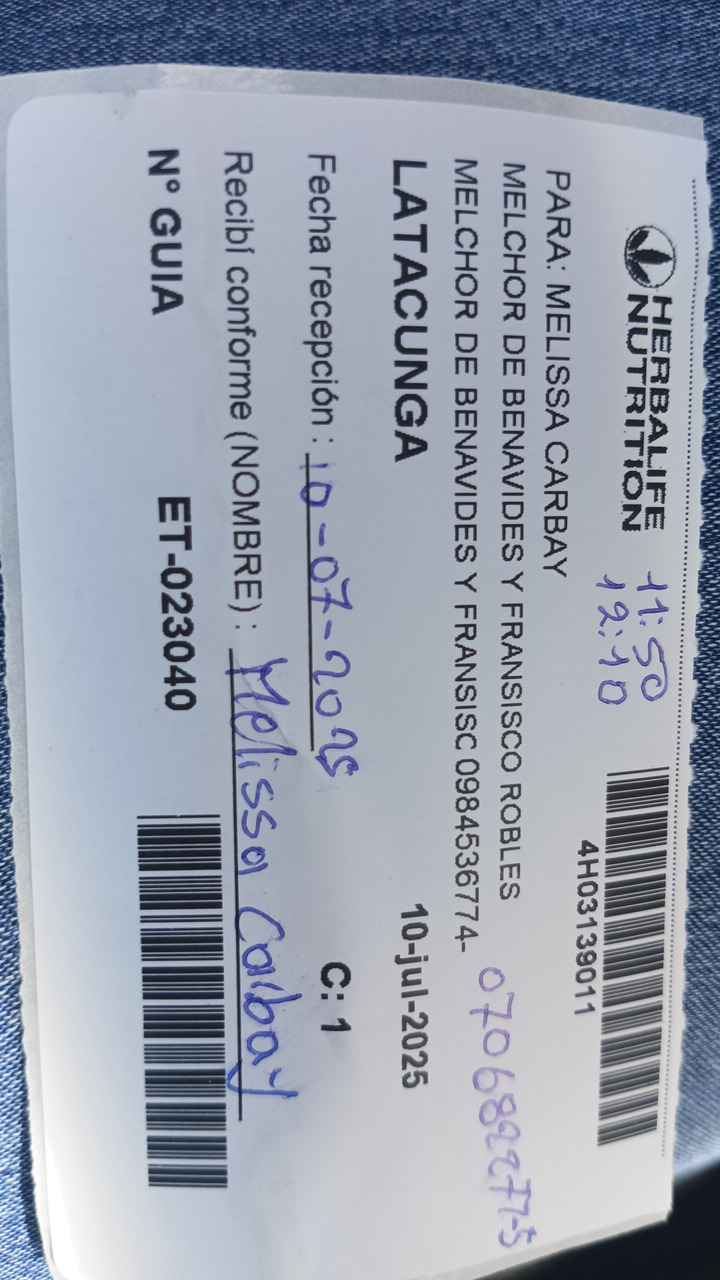 HERBALIFE
NUTRITION
11:50
12:10
4H03139011
PARA: MELISSA CARBAY
MELCHOR DE BENAVIDES Y FRANSISCO ROBLES
MELCHOR DE BENAVIDES Y FRANSISC 0984536774-
070682277-5
LATACUNGA 10-jul-2025
Fecha recepción : 10-07-2025 C: 1
Recibí conforme (NOMBRE) : Melissa Carbay
N° GUIA ET-023040